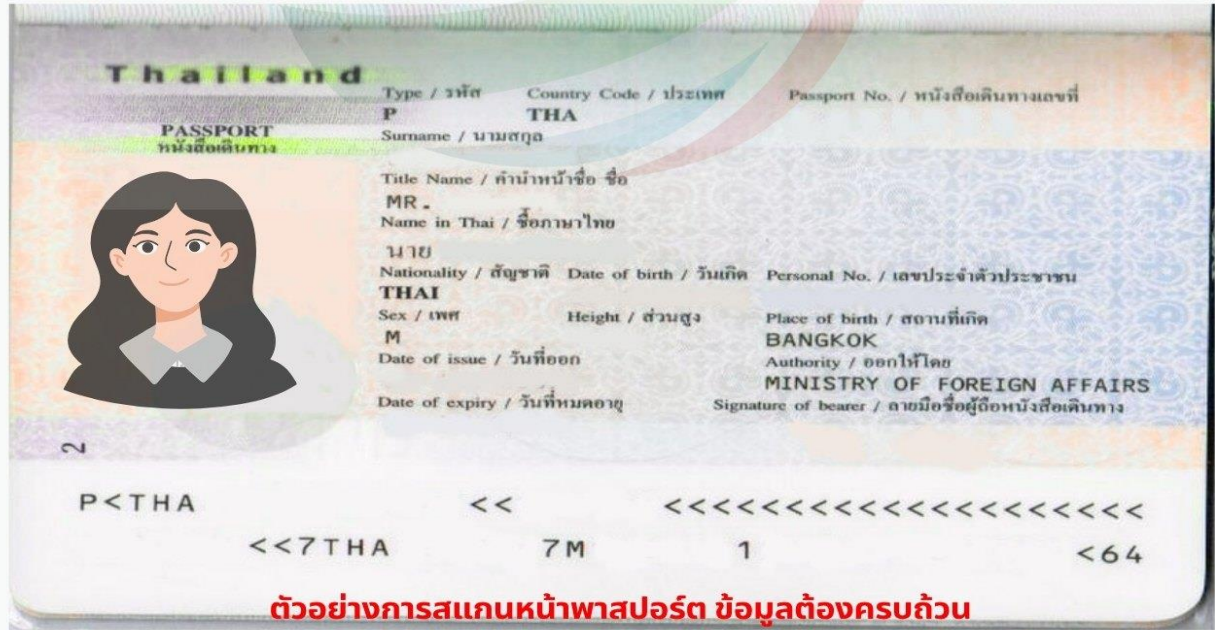 Thailand
PASSPORT
หนังสือเดินทาง
Type / รหัส Country Code / ประเทศ Passport No. / หนังสือเดินทางเลขที่
P THA
Surname / นามสกุล
Title Name / คำนำหน้าชื่อ ชื่อ
MR.
Name in Thai / ชื่อภาษาไทย
นาย
Nationality / สัญชาติ Date of birth / วันเกิด Personal No. / เลขประจำตัวประชาชน
THAI
Sex / เพศ Height / ส่วนสูง Place of birth / สถานที่เกิด
M BANGKOK
Date of issue / วันที่ออก Authority / ออกให้โดย
MINISTRY OF FOREIGN AFFAIRS
Date of expiry / วันที่หมดอายุ Signature of bearer / ลายมือชื่อผู้ถือหนังสือเดินทาง
2
P<THA << <<<<<<<<<<<<<<<<<<<<
<<7THA 7M 1 <64
ตัวอย่างการสแกนหน้าพาสปอร์ต ข้อมูลต้องครบถ้วน